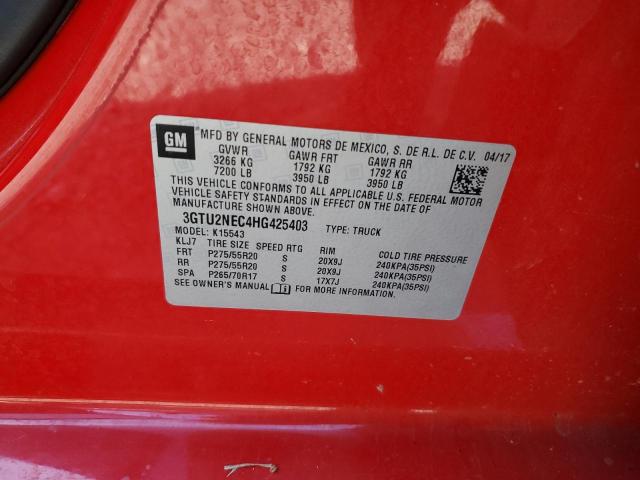 GM MFD BY GENERAL MOTORS DE MEXICO, S. DE R.L. DE C.V. 04/17
GVWR GAWR FRT GAWR RR
3266 KG 1792 KG 1792 KG
7200 LB 3950 LB 3950 LB
THIS VEHICLE CONFORMS TO ALL APPLICABLE U.S. FEDERAL MOTOR
VEHICLE SAFETY STANDARDS IN EFFECT ON THE DATE OF
MANUFACTURE SHOWN ABOVE.
3GTU2NEC4HG425403 TYPE: TRUCK
MODEL: K15543
KLJ7 TIRE SIZE SPEED RTG RIM COLD TIRE PRESSURE
FRT P275/55R20 S 20X9J 240KPA(35PSI)
RR P275/55R20 S 20X9J 240KPA(35PSI)
SPA P265/70R17 S 17X7J 240KPA(35PSI)
SEE OWNER'S MANUAL FOR MORE INFORMATION.